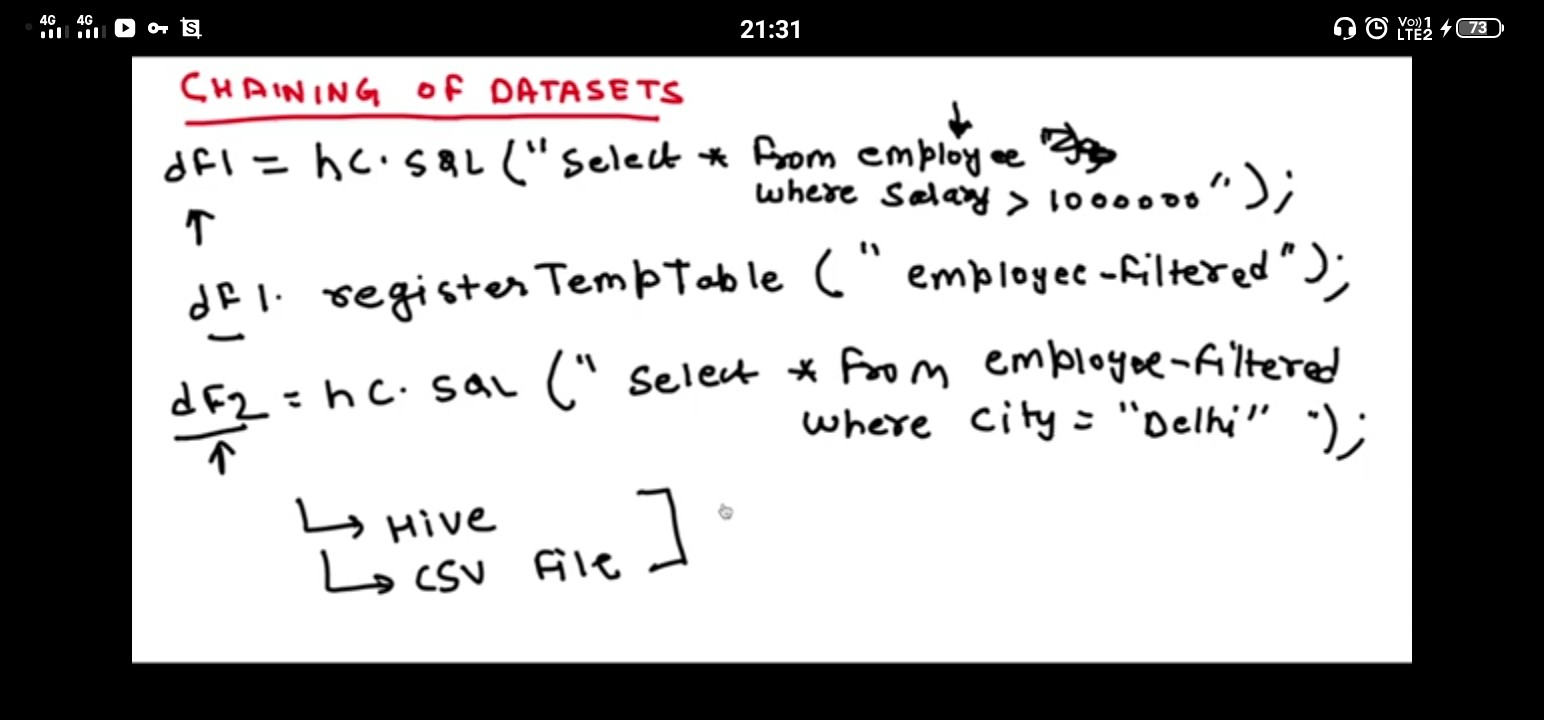 4G 4G 21:31 Vo)) 1 LTE2 73
CHAINING OF DATASETS
dF1 = hC.SQL ("Select * From employee
where Salary > 1000000");
dF1. registerTempTable ("employee-filtered");
dF2 = hC.SQL ("Select * From employee-filtered
where City = "Delhi" ");
Hive
CSV File